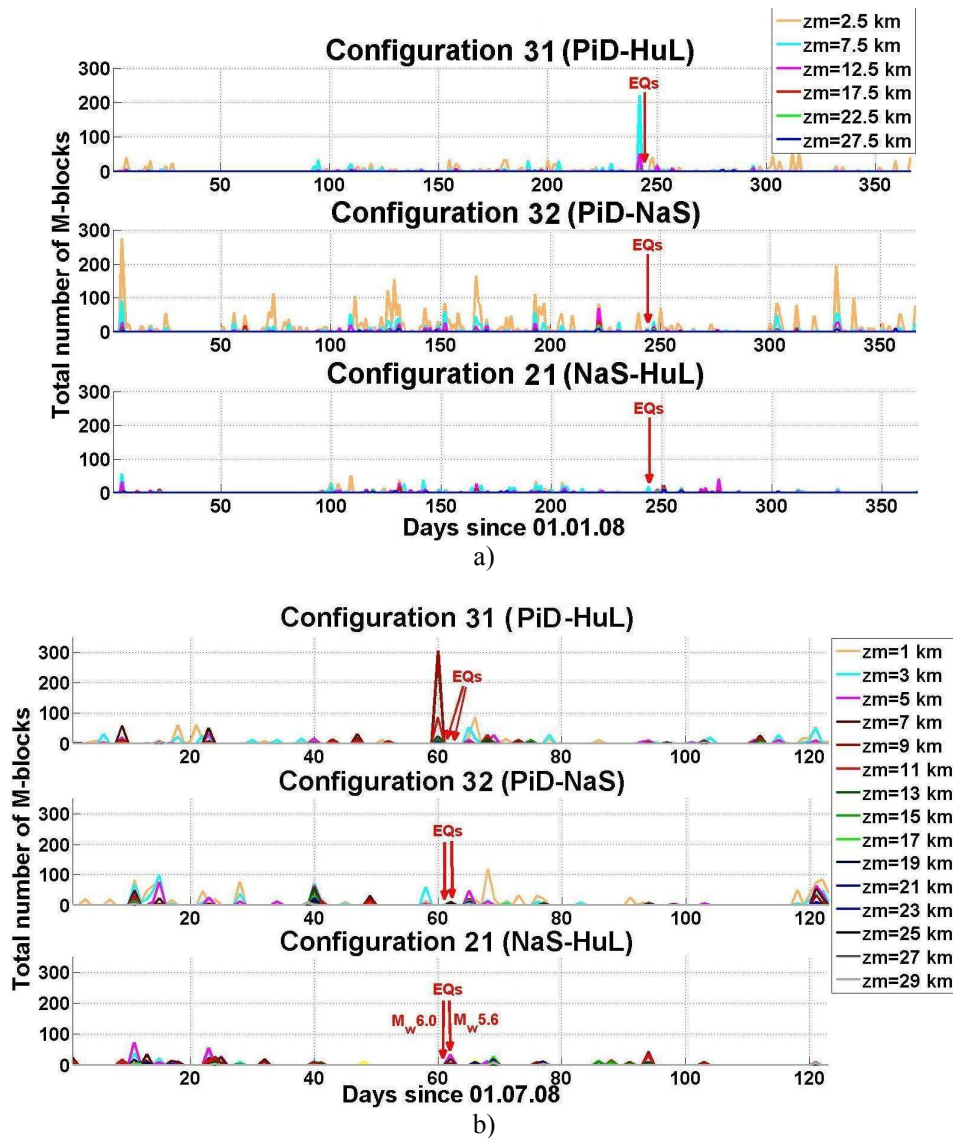 zm=2.5 km
zm=7.5 km
zm=12.5 km
zm=17.5 km
zm=22.5 km
zm=27.5 km
Total number of M-blocks
Configuration 31 (PiD-HuL)
300
200
100
0
EQs
50 100 150 200 250 300 350
Configuration 32 (PiD-NaS)
300
200
100
0
EQs
50 100 150 200 250 300 350
Configuration 21 (NaS-HuL)
300
200
100
0
EQs
50 100 150 200 250 300 350
Days since 01.01.08
a)
Total number of M-blocks
Configuration 31 (PiD-HuL)
300
200
100
0
EQs
20 40 60 80 100 120
Configuration 32 (PiD-NaS)
300
200
100
0
EQs
20 40 60 80 100 120
Configuration 21 (NaS-HuL)
300
200
100
0
EQs
Mw6.0 Mw5.6
20 40 60 80 100 120
Days since 01.07.08
zm=1 km
zm=3 km
zm=5 km
zm=7 km
zm=9 km
zm=11 km
zm=13 km
zm=15 km
zm=17 km
zm=19 km
zm=21 km
zm=23 km
zm=25 km
zm=27 km
zm=29 km
b)